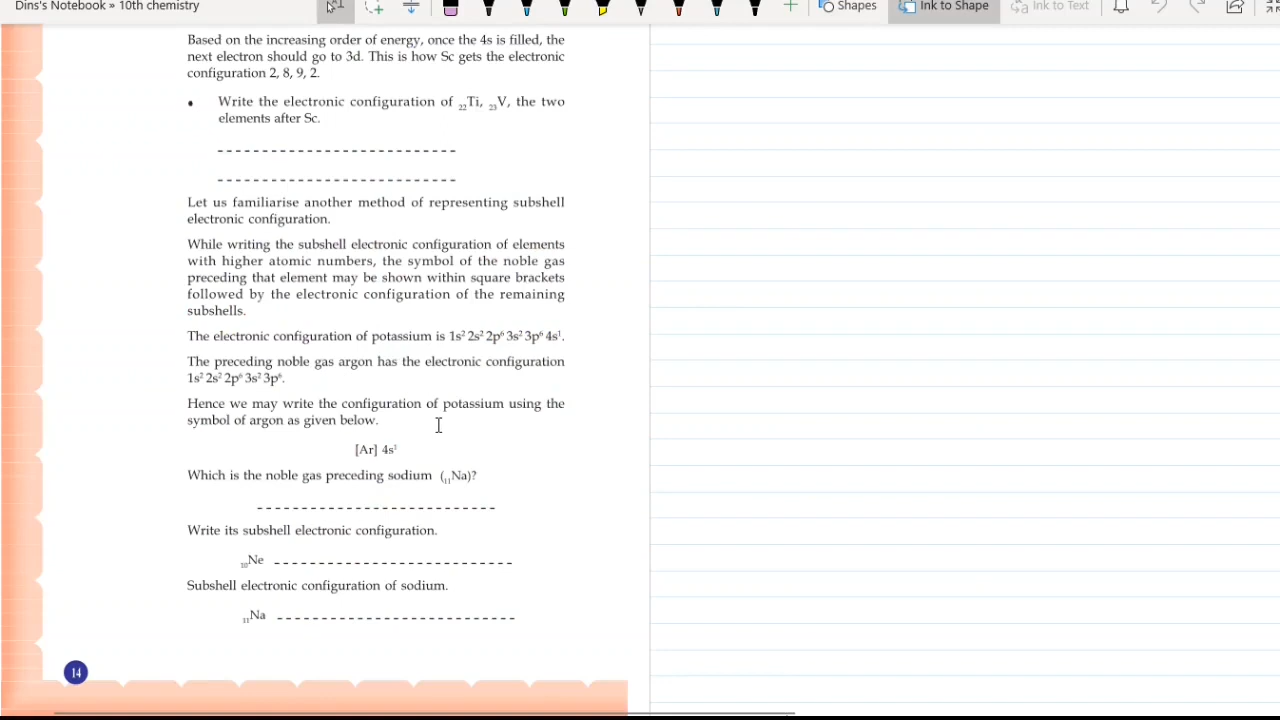 Dins's Notebook » 10th chemistry
Shapes
Ink to Shape
Ink to Text
Based on the increasing order of energy, once the 4s is filled, the
next electron should go to 3d. This is how Sc gets the electronic
configuration 2, 8, 9, 2.
• Write the electronic configuration of ₂₂Ti, ₂₃V, the two
elements after Sc.
Let us familiarise another method of representing subshell
electronic configuration.
While writing the subshell electronic configuration of elements
with higher atomic numbers, the symbol of the noble gas
preceding that element may be shown within square brackets
followed by the electronic configuration of the remaining
subshells.
The electronic configuration of potassium is 1s² 2s² 2p⁶ 3s² 3p⁶ 4s¹.
The preceding noble gas argon has the electronic configuration
1s² 2s² 2p⁶ 3s² 3p⁶.
Hence we may write the configuration of potassium using the
symbol of argon as given below.
[Ar] 4s¹
Which is the noble gas preceding sodium (₁₁Na)?
Write its subshell electronic configuration.
₁₀Ne
Subshell electronic configuration of sodium.
₁₁Na
14